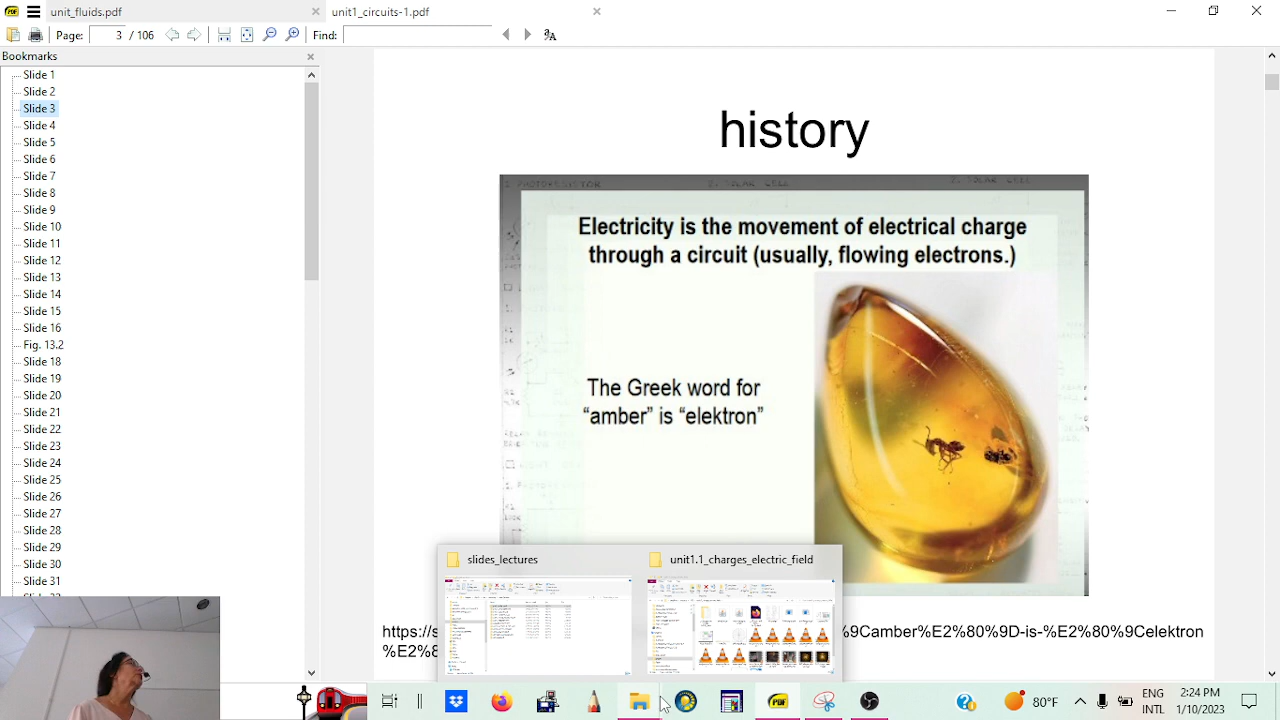 unit_fluids.pdf
unit1_circuits-1.pdf
Page: 3 / 106
Find:
Bookmarks
Slide 1
Slide 2
Slide 3
Slide 4
Slide 5
Slide 6
Slide 7
Slide 8
Slide 9
Slide 10
Slide 11
Slide 12
Slide 13
Slide 14
Slide 15
Slide 16
Fig. 13.2
Slide 18
Slide 19
Slide 20
Slide 21
Slide 22
Slide 23
Slide 24
Slide 25
Slide 26
Slide 27
Slide 28
Slide 29
Slide 30
Slide 31
history
Electricity is the movement of electrical charge
through a circuit (usually, flowing electrons.)
The Greek word for
“amber” is “elektron”
slides_lectures
unit1.1_charges_electric_field
%9Camber%E2%80%9D-is-%E2%80%9Celektron
80°F
ENG
INTL
2:24 PM
1/10/2023